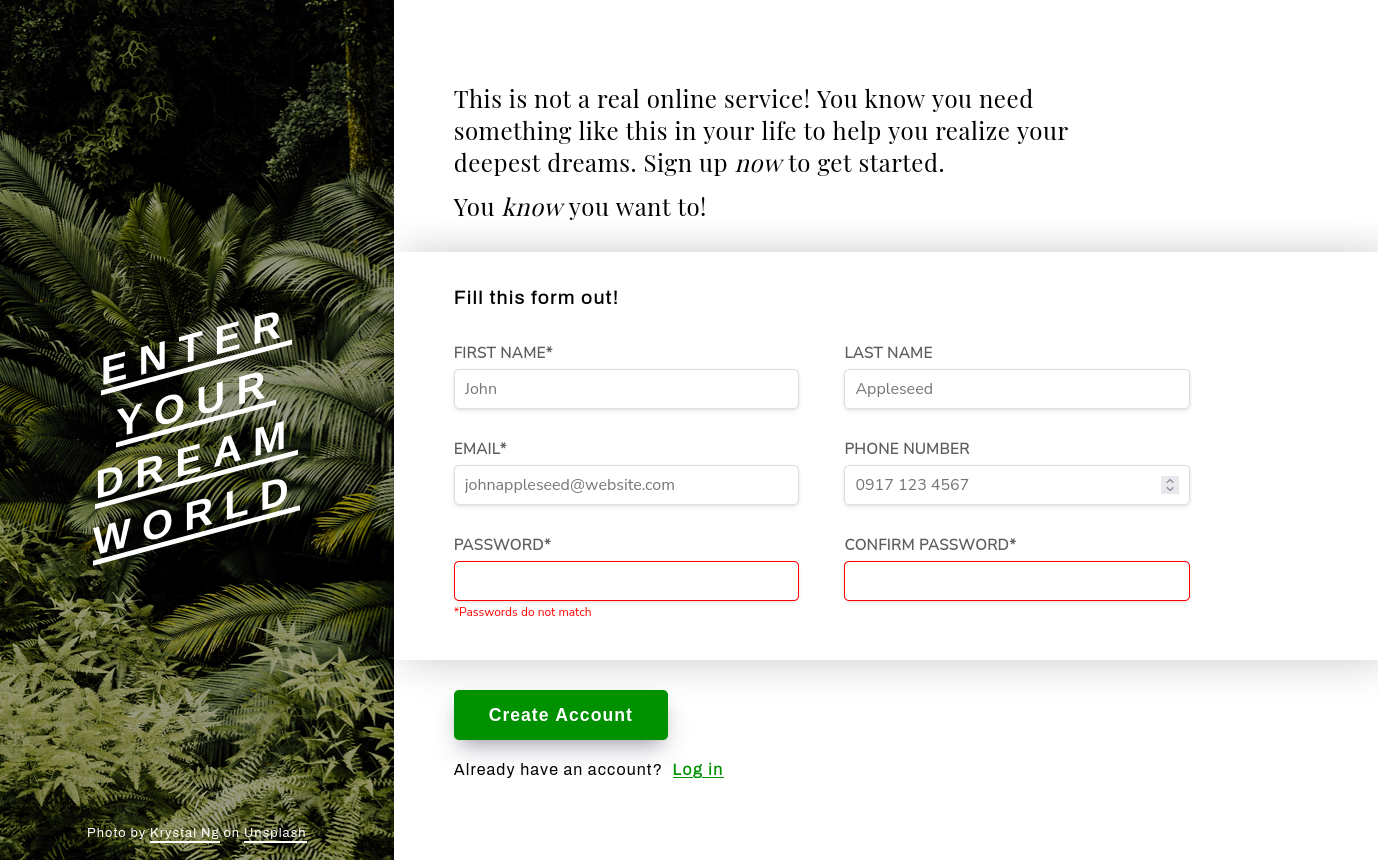 ENTER
YOUR
DREAM
WORLD
Photo by Krystal Ng on Unsplash
This is not a real online service! You know you need
something like this in your life to help you realize your
deepest dreams. Sign up now to get started.
You know you want to!
Fill this form out!
FIRST NAME*
John
LAST NAME
Appleseed
EMAIL*
johnappleseed@website.com
PHONE NUMBER
0917 123 4567
PASSWORD*
*Passwords do not match
CONFIRM PASSWORD*
Create Account
Already have an account? Log in